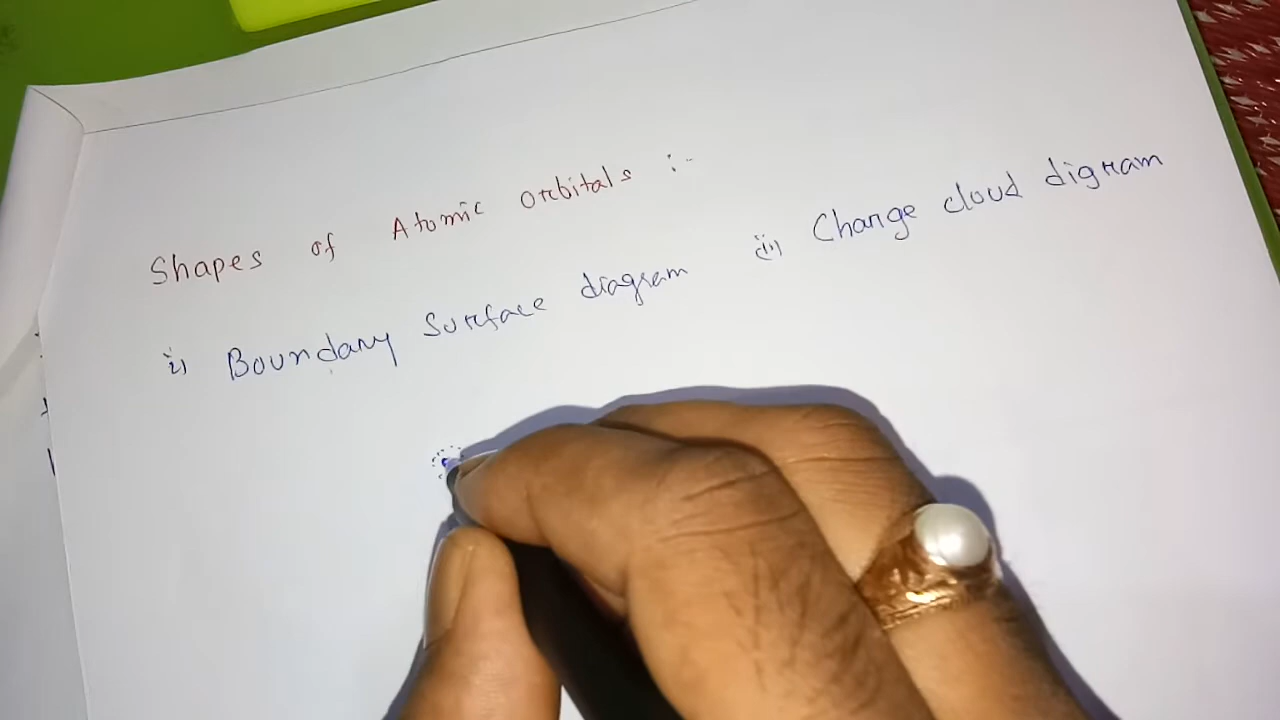 Shapes of Atomic Orbitals :-
i) Boundary Surface diagram ii) Change cloud digram